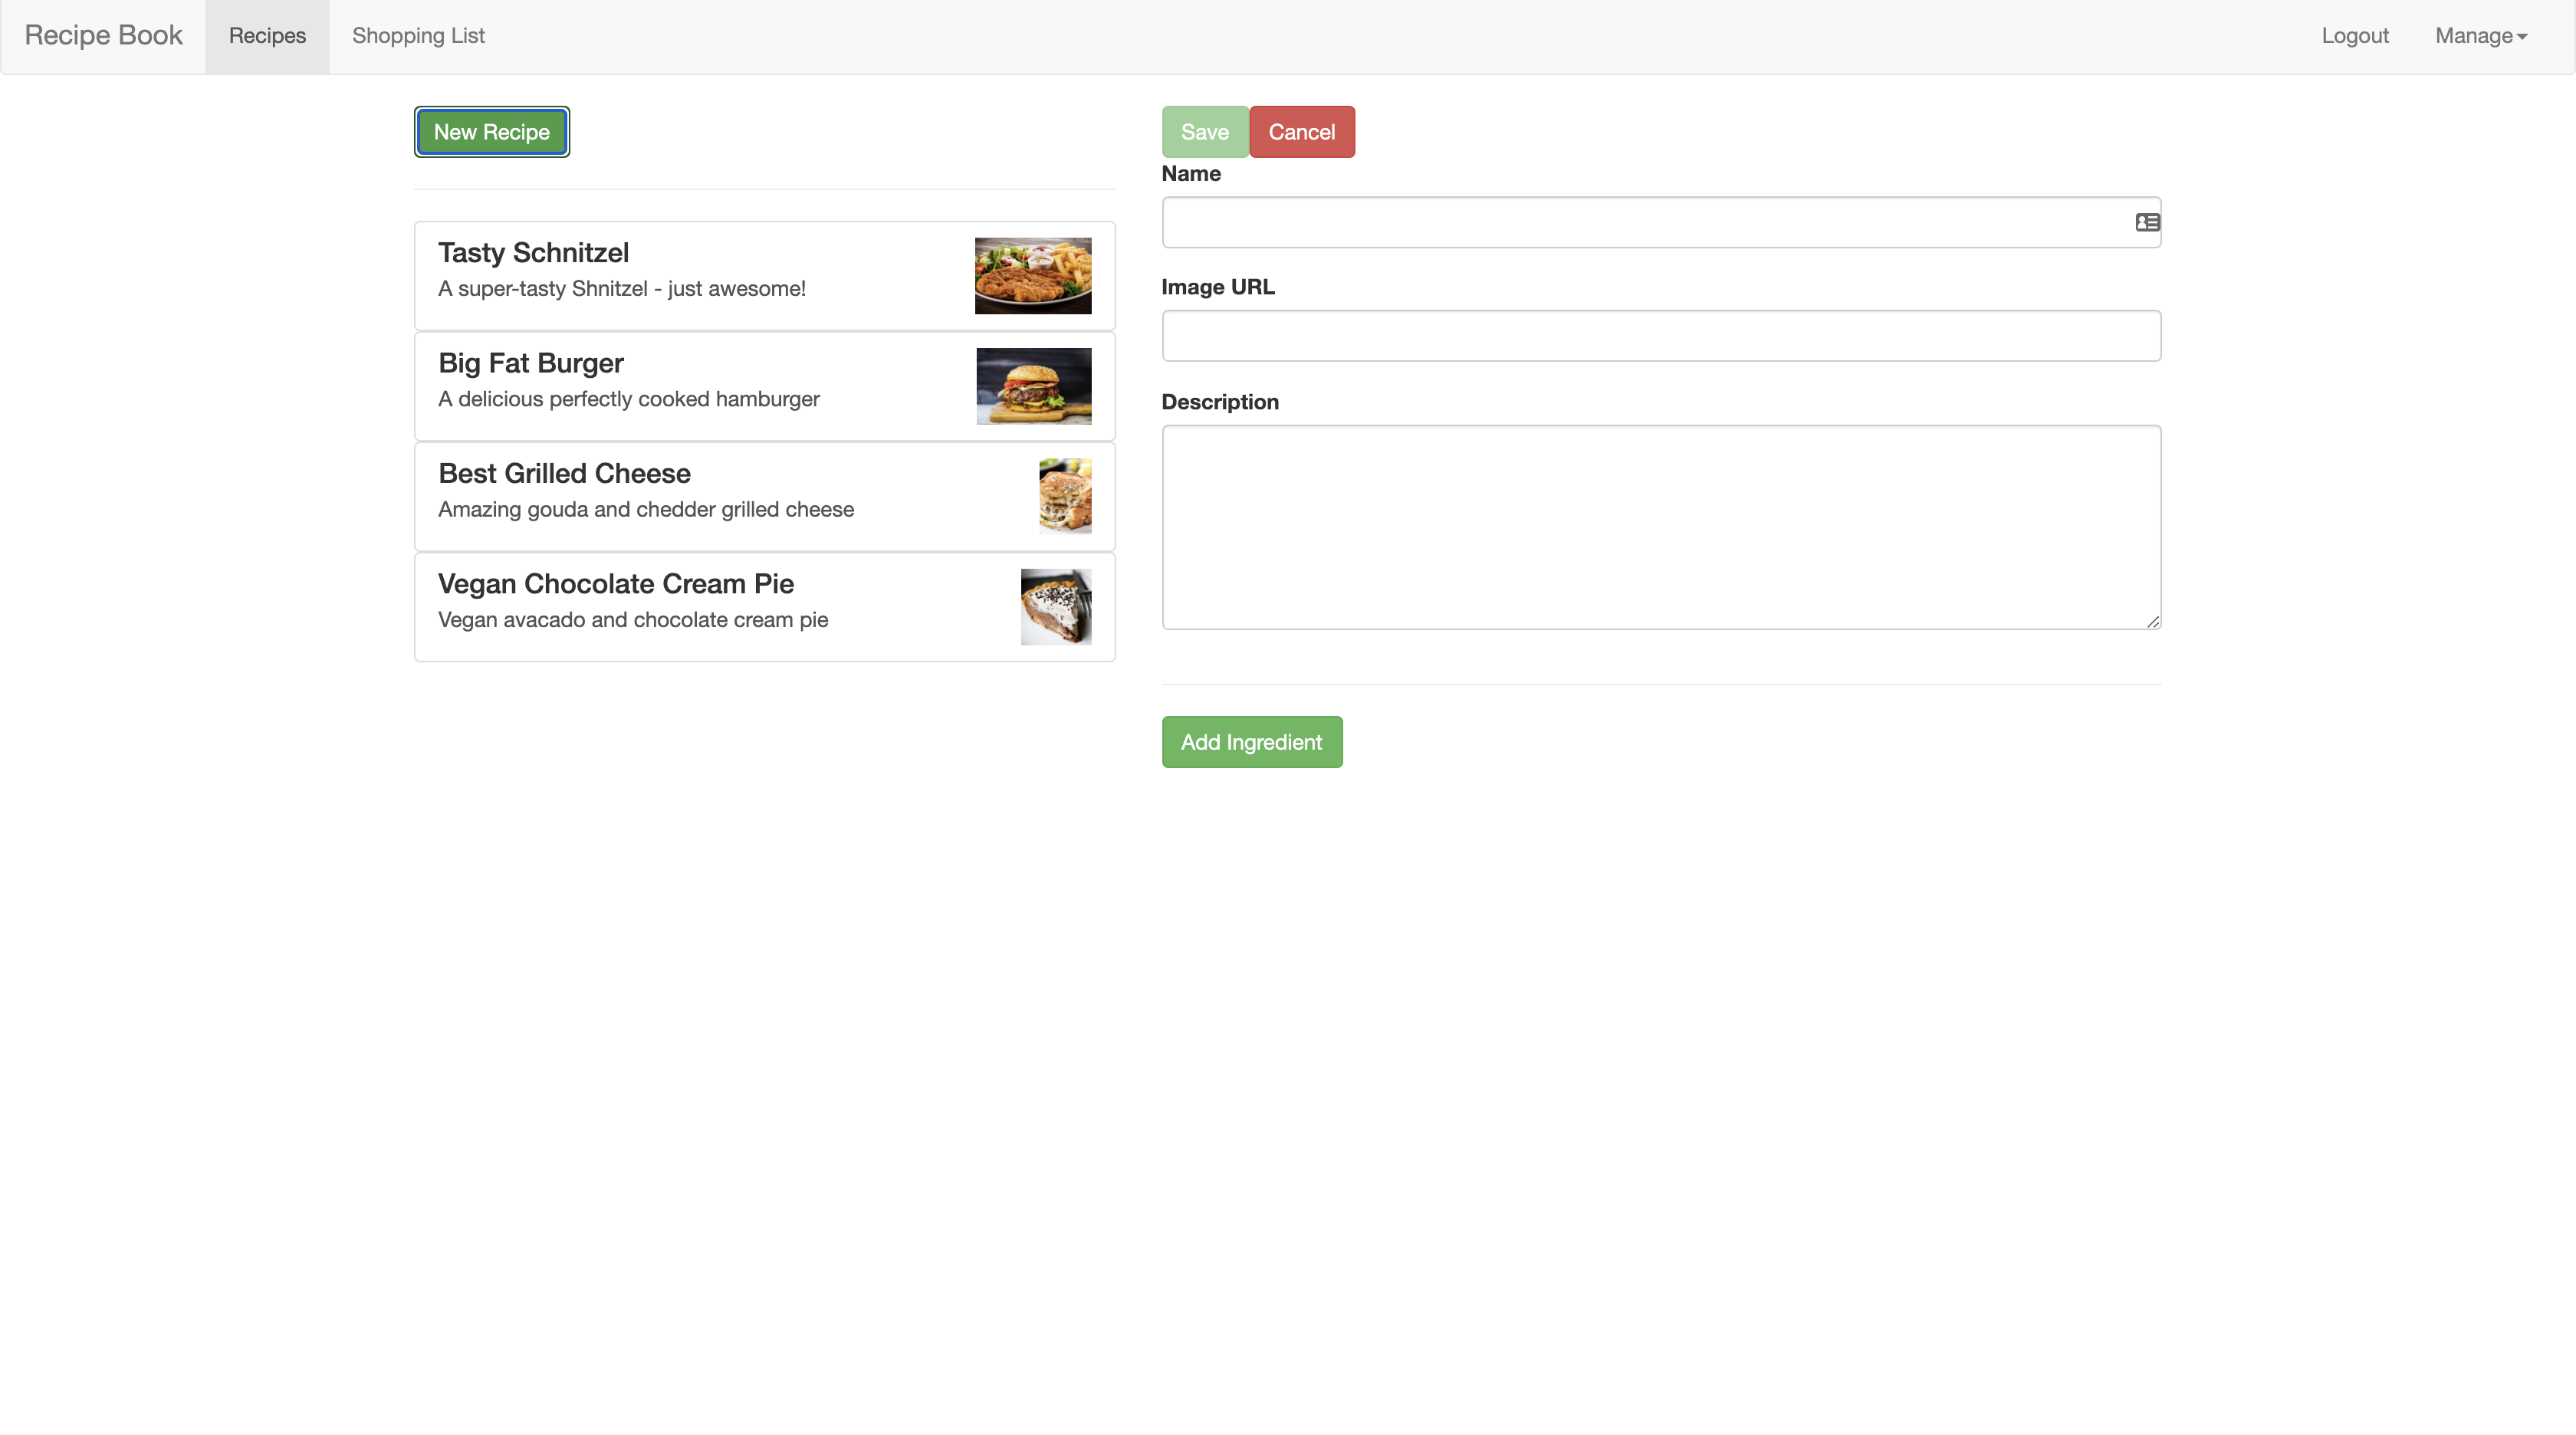 Recipe Book Recipes Shopping List Logout Manage
New Recipe
Tasty Schnitzel
A super-tasty Shnitzel - just awesome!
Big Fat Burger
A delicious perfectly cooked hamburger
Best Grilled Cheese
Amazing gouda and chedder grilled cheese
Vegan Chocolate Cream Pie
Vegan avacado and chocolate cream pie
Save Cancel
Name
Image URL
Description
Add Ingredient